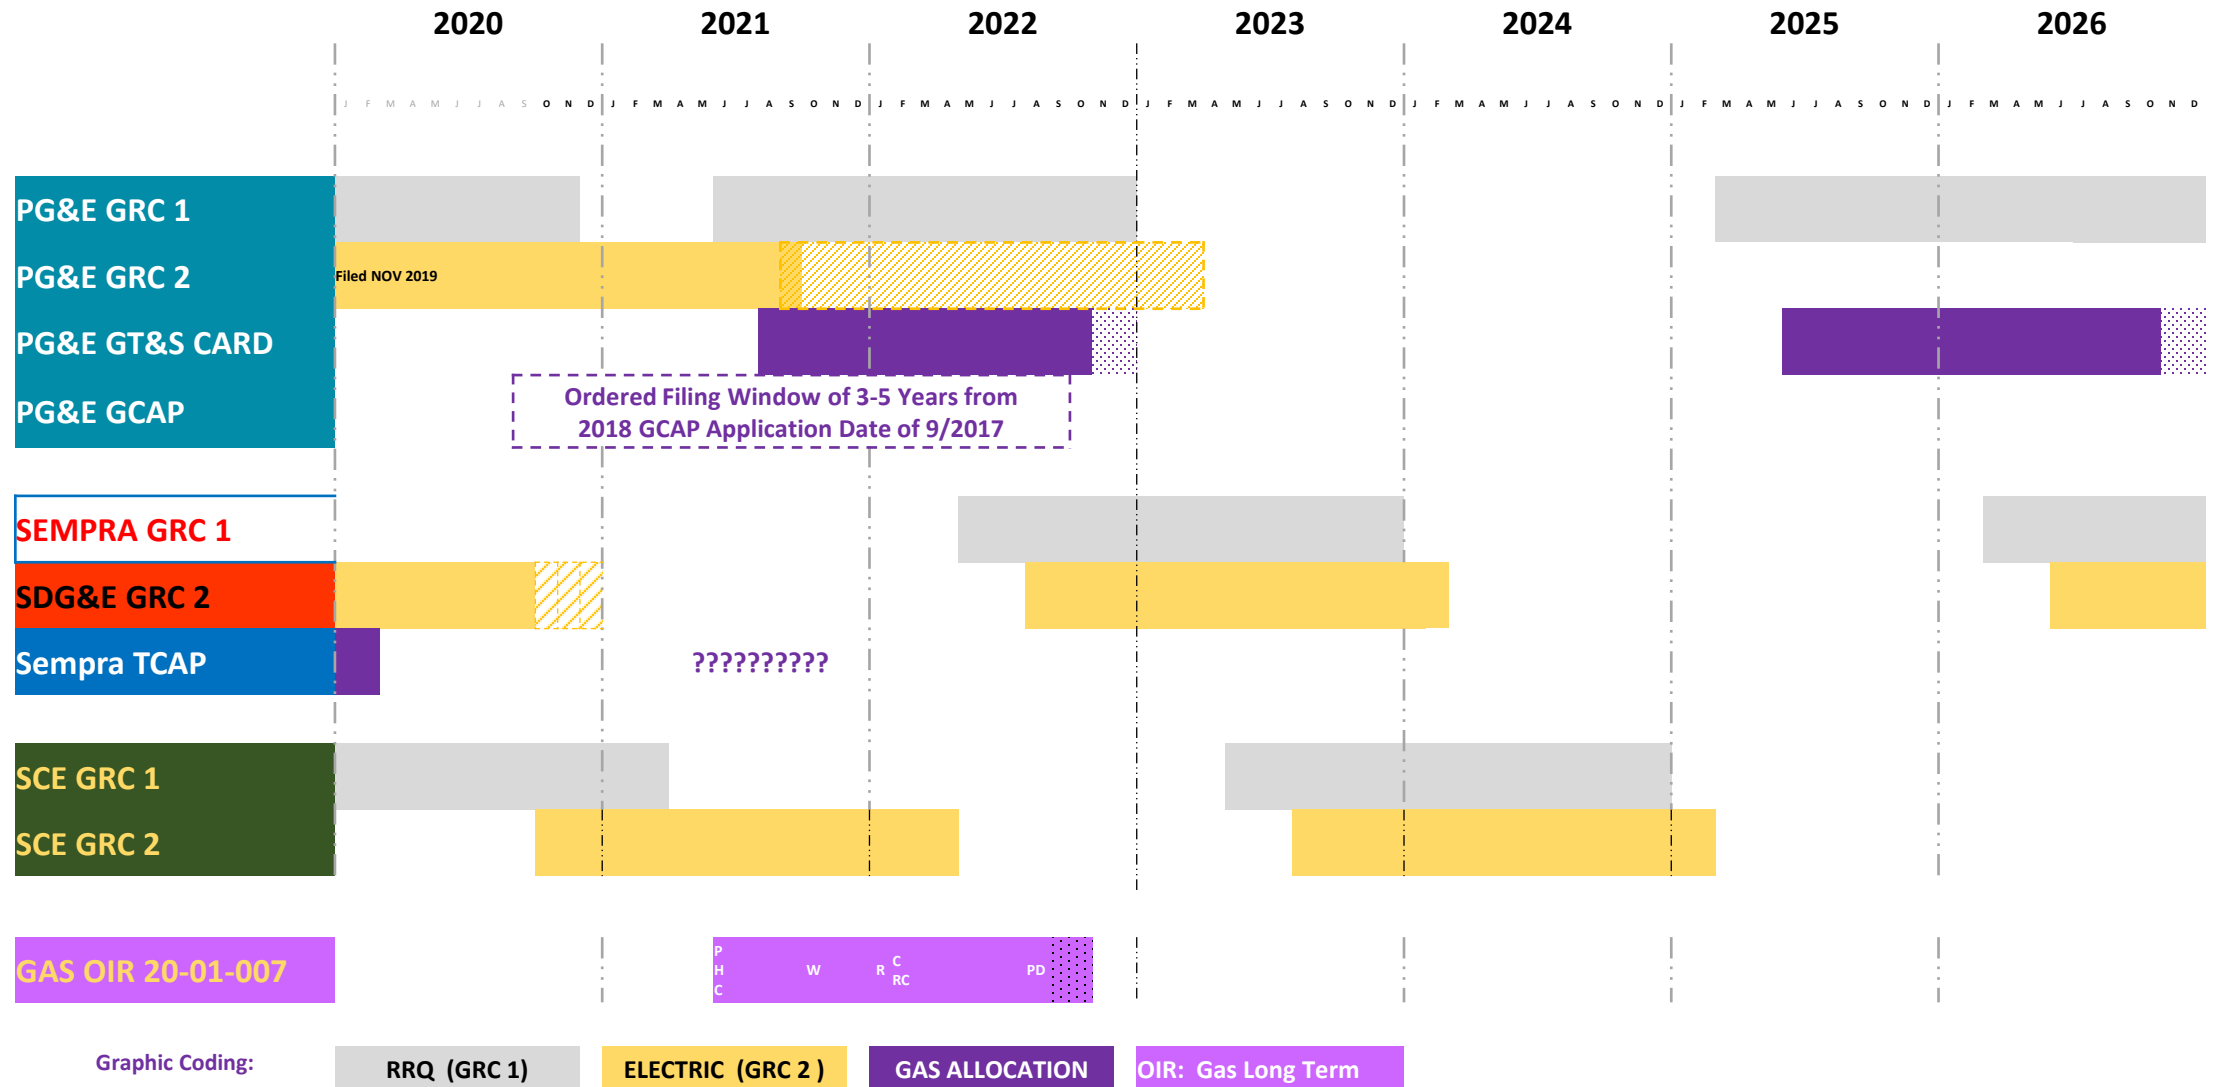 2020 2021 2022 2023 2024 2025 2026
J F M A M J J A S O N D J F M A M J J A S O N D J F M A M J J A S O N D J F M A M J J A S O N D J F M A M J J A S O N D J F M A M J J A S O N D J F M A M J J A S O N D
PG&E GRC 1
PG&E GRC 2
Filed NOV 2019
PG&E GT&S CARD
PG&E GCAP
Ordered Filing Window of 3-5 Years from
2018 GCAP Application Date of 9/2017
SEMPRA GRC 1
SDG&E GRC 2
Sempra TCAP
??????????
SCE GRC 1
SCE GRC 2
GAS OIR 20-01-007
P
H
C
W
R
C
RC
PD
Graphic Coding:
RRQ (GRC 1)
ELECTRIC (GRC 2 )
GAS ALLOCATION
OIR: Gas Long Term